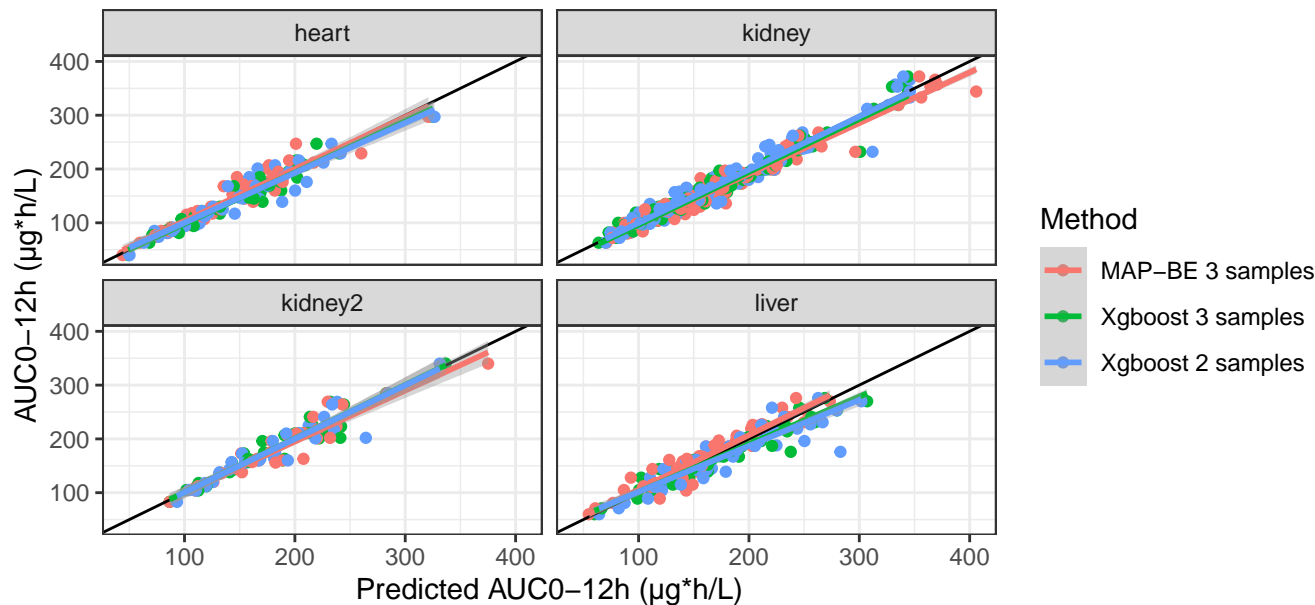 heart
kidney
400
300
200
100
kidney2
liver
400
300
200
100
100
200
300
400
100
200
300
400
Predicted AUC0−12h (µg*h/L)
AUC0−12h (µg*h/L)
Method
MAP−BE 3 samples
Xgboost 3 samples
Xgboost 2 samples